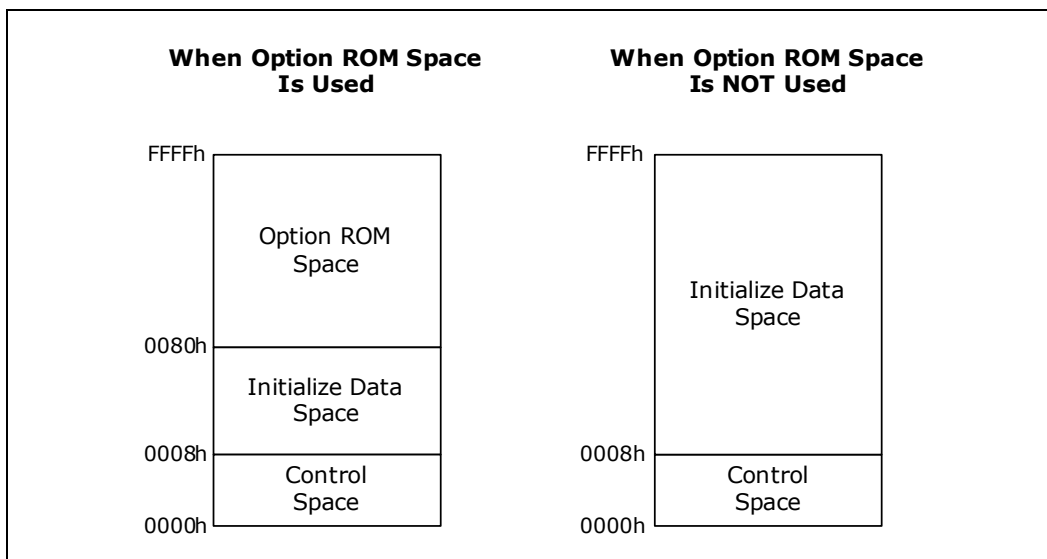 When Option ROM Space
Is Used
FFFFh
Option ROM
Space
0080h
Initialize Data
Space
0008h
Control
Space
0000h
When Option ROM Space
Is NOT Used
FFFFh
Initialize Data
Space
0008h
Control
Space
0000h